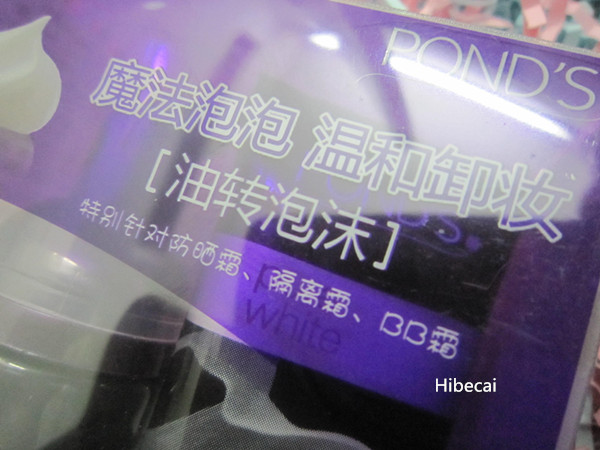 POND'S
魔法泡泡 温和卸妆
[油转泡沫]
特别针对防晒霜、隔离霜、BB霜
white
Hibecai